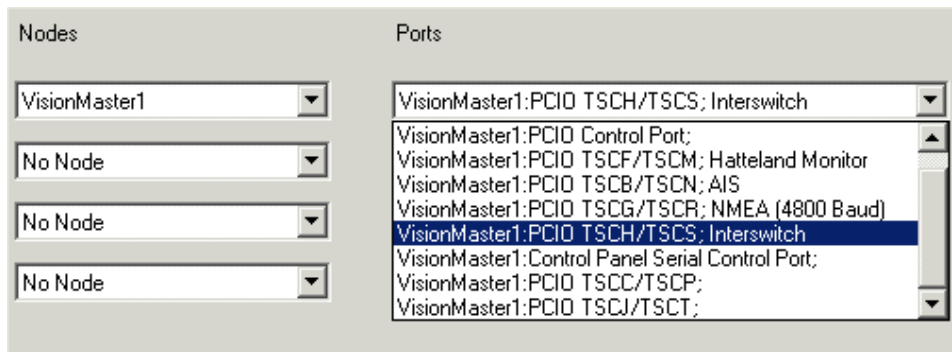 Nodes
Ports
VisionMaster1
VisionMaster1:PCIO TSCH/TSCS; Interswitch
VisionMaster1:PCIO Control Port;
No Node
VisionMaster1:PCIO TSCF/TSCM; Hatteland Monitor
VisionMaster1:PCIO TSCB/TSCN; AIS
No Node
VisionMaster1:PCIO TSCG/TSCR; NMEA (4800 Baud)
VisionMaster1:PCIO TSCH/TSCS; Interswitch
VisionMaster1:Control Panel Serial Control Port;
No Node
VisionMaster1:PCIO TSCC/TSCP;
VisionMaster1:PCIO TSCJ/TSCT;